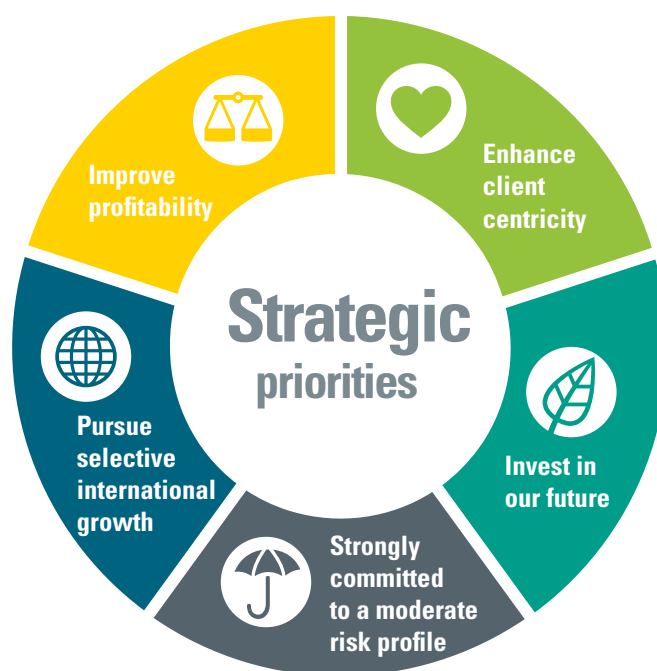 Strategic
priorities
Enhance
client
centricity
Invest in
our future
Strongly
committed
to a moderate
risk profile
Pursue
selective
international
growth
Improve
profitability